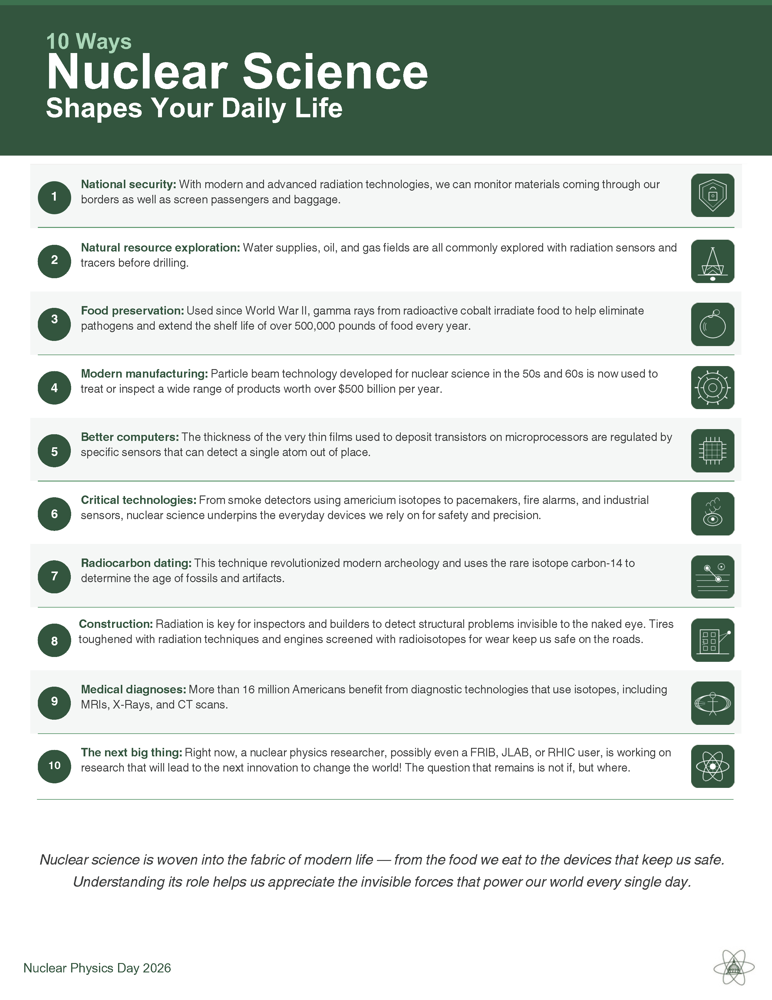 10 Ways
Nuclear Science
Shapes Your Daily Life
1
National security: With modern and advanced radiation technologies, we can monitor materials coming through our
borders as well as screen passengers and baggage.
2
Natural resource exploration: Water supplies, oil, and gas fields are all commonly explored with radiation sensors and
tracers before drilling.
3
Food preservation: Used since World War II, gamma rays from radioactive cobalt irradiate food to help eliminate
pathogens and extend the shelf life of over 500,000 pounds of food every year.
4
Modern manufacturing: Particle beam technology developed for nuclear science in the 50s and 60s is now used to
treat or inspect a wide range of products worth over $500 billion per year.
5
Better computers: The thickness of the very thin films used to deposit transistors on microprocessors are regulated by
specific sensors that can detect a single atom out of place.
6
Critical technologies: From smoke detectors using americium isotopes to pacemakers, fire alarms, and industrial
sensors, nuclear science underpins the everyday devices we rely on for safety and precision.
7
Radiocarbon dating: This technique revolutionized modern archeology and uses the rare isotope carbon-14 to
determine the age of fossils and artifacts.
8
Construction: Radiation is key for inspectors and builders to detect structural problems invisible to the naked eye. Tires
toughened with radiation techniques and engines screened with radioisotopes for wear keep us safe on the roads.
9
Medical diagnoses: More than 16 million Americans benefit from diagnostic technologies that use isotopes, including
MRIs, X-Rays, and CT scans.
10
The next big thing: Right now, a nuclear physics researcher, possibly even a FRIB, JLAB, or RHIC user, is working on
research that will lead to the next innovation to change the world! The question that remains is not if, but where.
Nuclear science is woven into the fabric of modern life — from the food we eat to the devices that keep us safe.
Understanding its role helps us appreciate the invisible forces that power our world every single day.
Nuclear Physics Day 2026